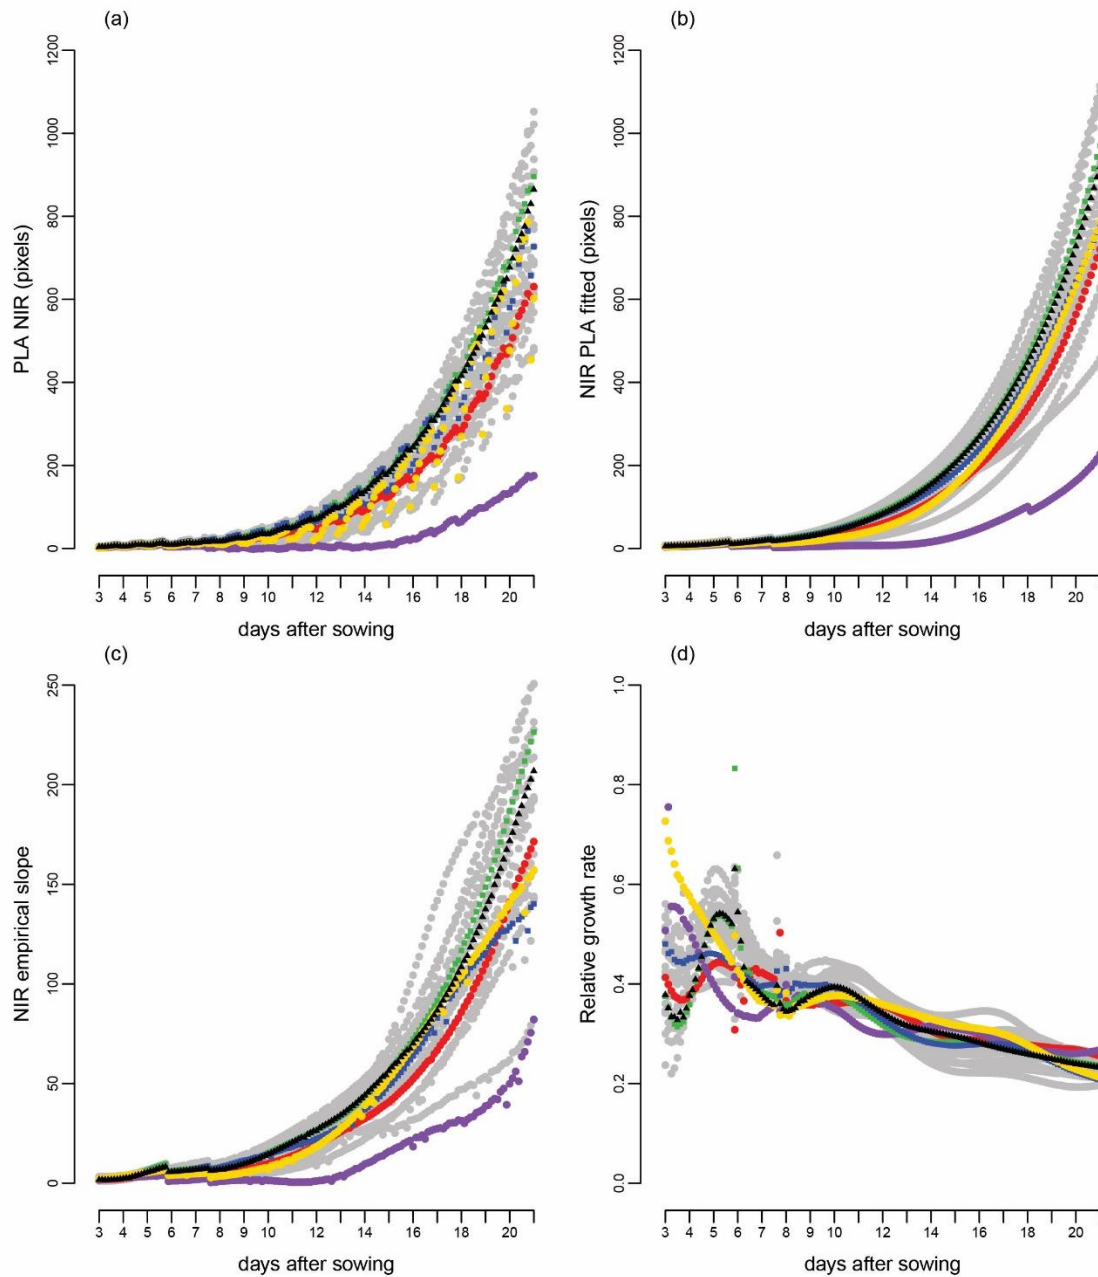 (a)
PLA NIR (pixels)
0 200 400 600 800 1000 1200
3 4 5 6 7 8 9 10 12 14 16 18 20
days after sowing
(b)
NIR PLA fitted (pixels)
0 200 400 600 800 1000 1200
3 4 5 6 7 8 9 10 12 14 16 18 20
days after sowing
(c)
NIR empirical slope
0 50 100 150 200 250
3 4 5 6 7 8 9 10 12 14 16 18 20
days after sowing
(d)
Relative growth rate
0.0 0.2 0.4 0.6 0.8 1.0
3 4 5 6 7 8 9 10 12 14 16 18 20
days after sowing